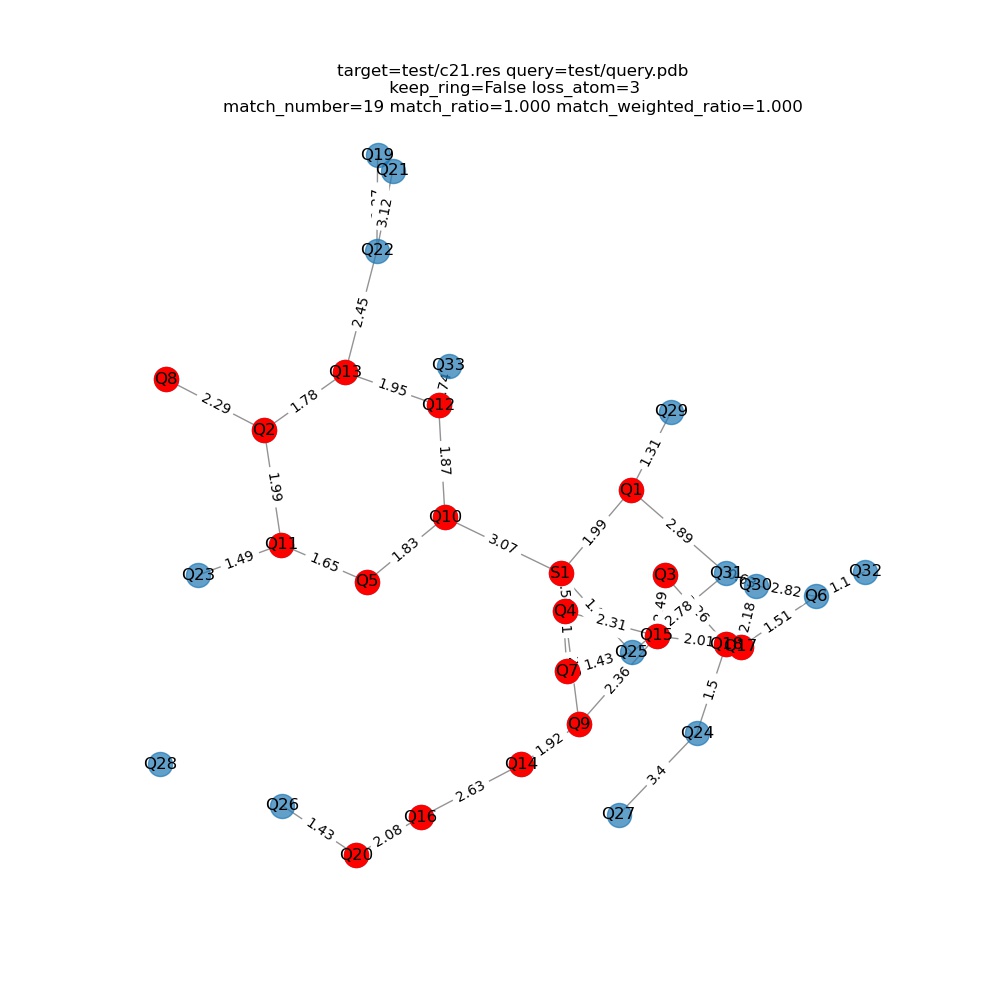 target=test/c21.res query=test/query.pdb
keep_ring=False loss_atom=3
match_number=19 match_ratio=1.000 match_weighted_ratio=1.000
Q19
Q21
3.12
Q22
2.45
Q33
Q13
Q8
1.95
2.29
1.78
Q12
Q29
Q2
1.31
1.87
1.99
Q1
Q10
3.07
1.99
2.89
Q11
1.83
1.65
1.49
Q23
Q5
S1
Q3
Q31
Q30
Q32
2.82
1.1
Q6
Q4
2.31
2.78
2.18
1.51
Q15
2.01
Q17
Q25
1.43
Q7
2.36
1.5
Q9
Q24
1.92
Q14
Q28
3.4
2.63
Q26
Q16
Q27
1.43
2.08
Q20